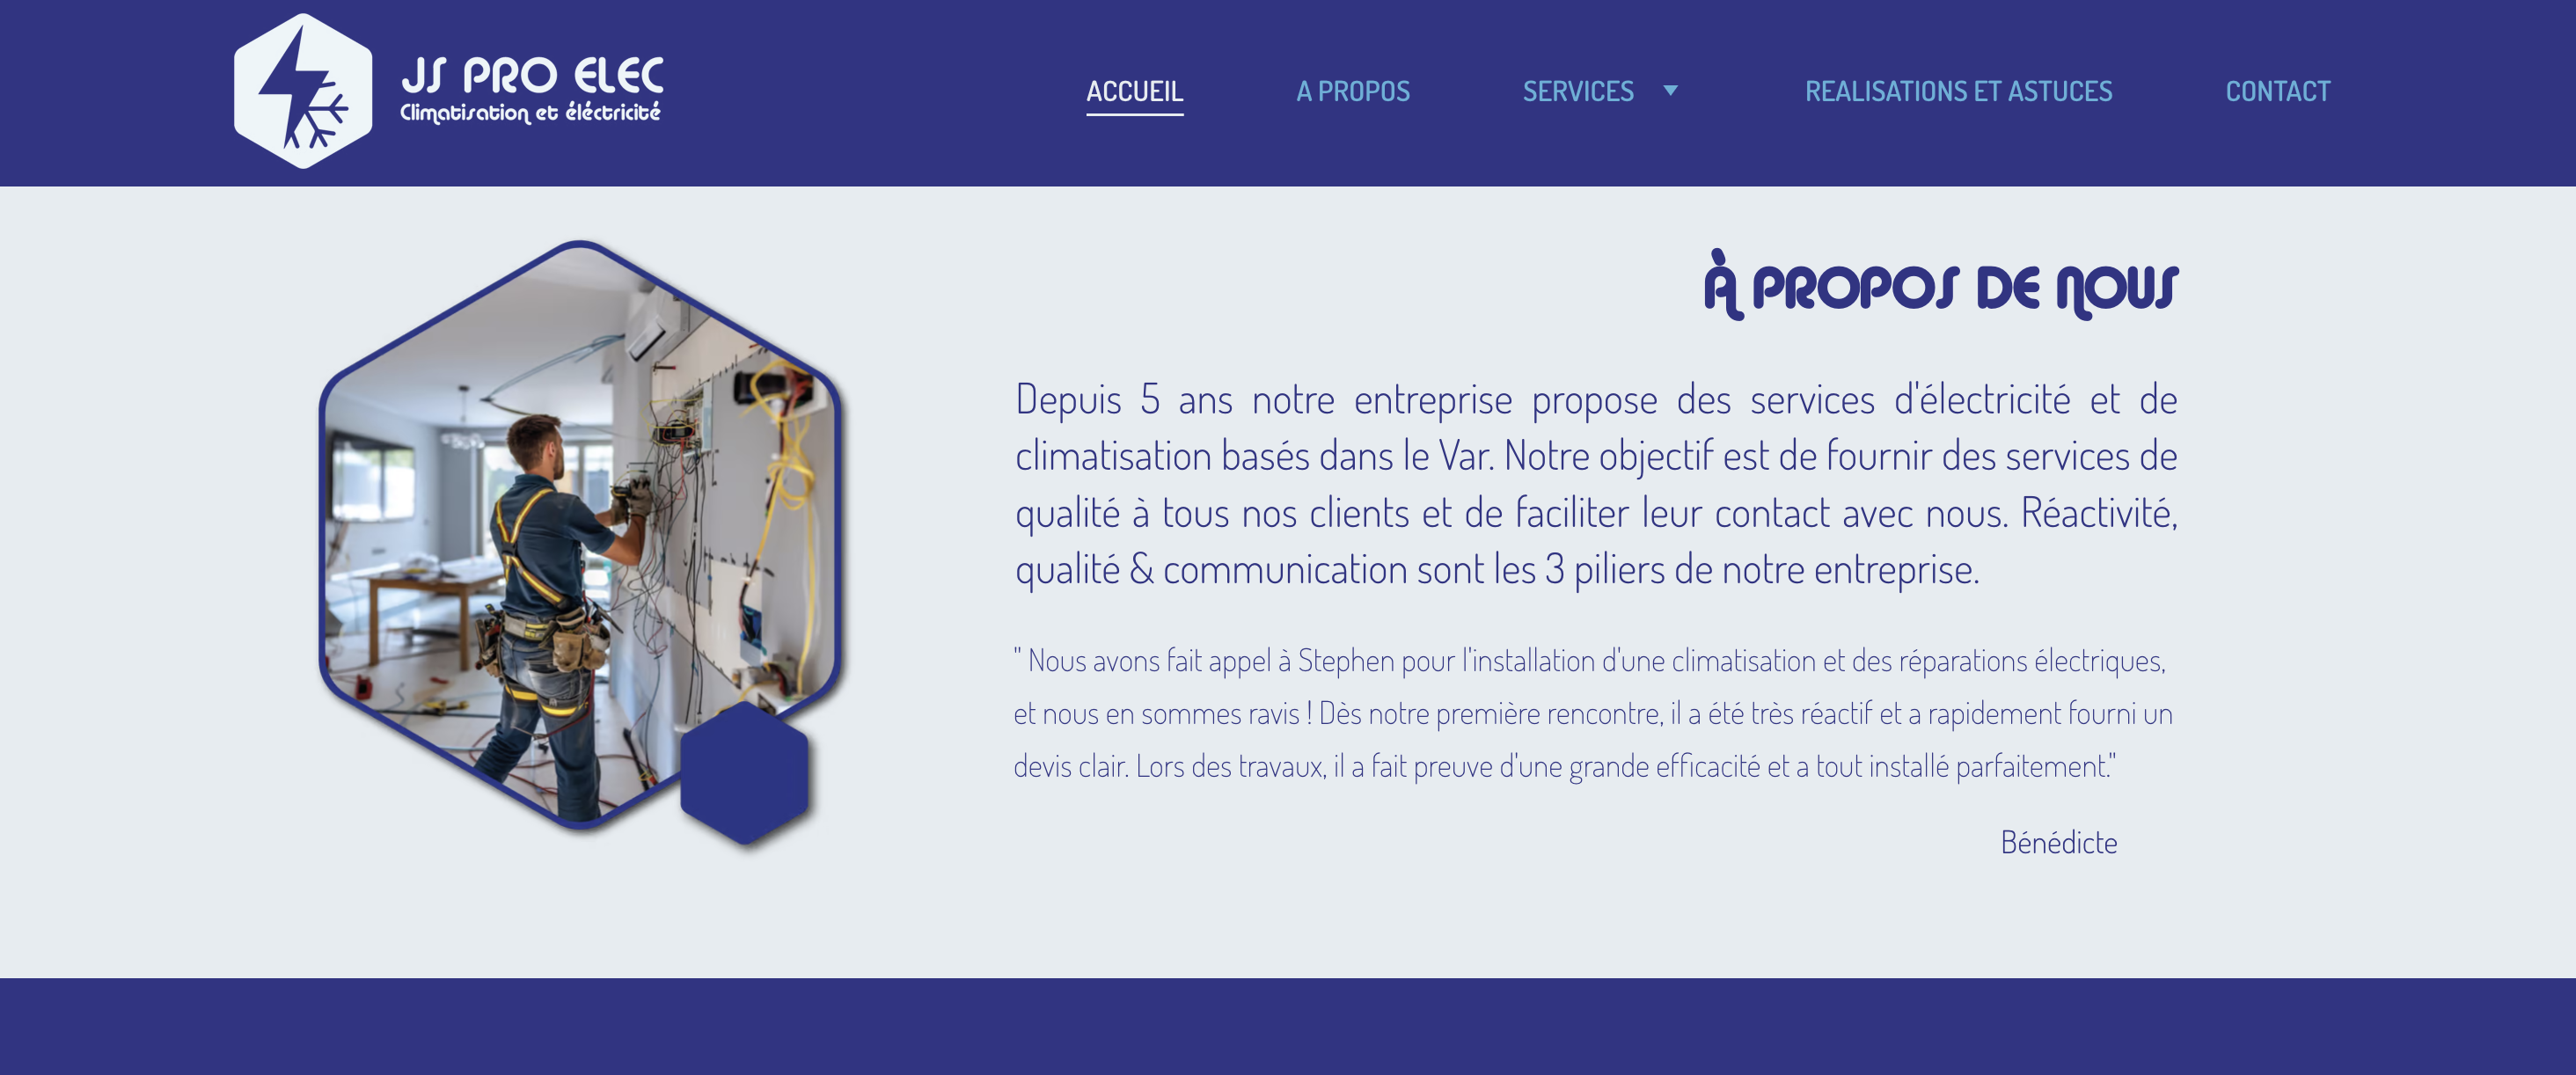 JS PRO ELEC
Climatisation et éléctricité
ACCUEIL
A PROPOS
SERVICES
REALISATIONS ET ASTUCES
CONTACT
À PROPOS DE NOUS
Depuis 5 ans notre entreprise propose des services d'électricité et de
climatisation basés dans le Var. Notre objectif est de fournir des services de
qualité à tous nos clients et de faciliter leur contact avec nous. Réactivité,
qualité & communication sont les 3 piliers de notre entreprise.
" Nous avons fait appel à Stephen pour l'installation d'une climatisation et des réparations électriques,
et nous en sommes ravis ! Dès notre première rencontre, il a été très réactif et a rapidement fourni un
devis clair. Lors des travaux, il a fait preuve d'une grande efficacité et a tout installé parfaitement."
Bénédicte